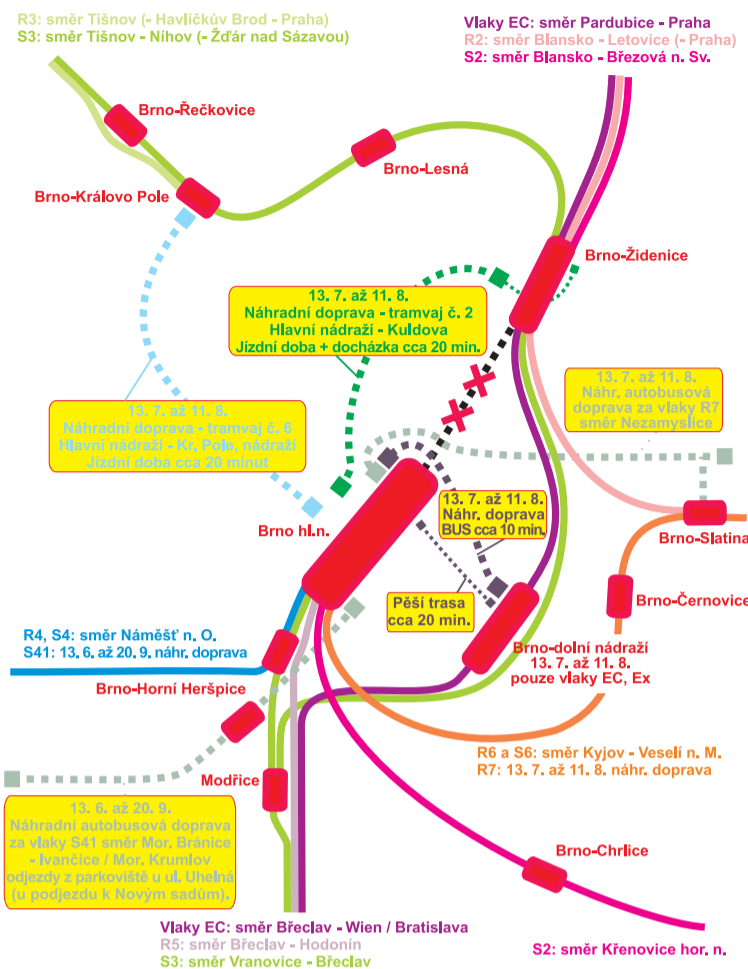 R3: směr Tišnov (- Havlíčkův Brod - Praha)
S3: směr Tišnov - Níhov (- Žďár nad Sázavou)
Vlaky EC: směr Pardubice - Praha
R2: směr Blansko - Letovice (- Praha)
S2: směr Blansko - Březová n. Sv.
Brno-Řečkovice
Brno-Lesná
Brno-Královo Pole
Brno-Židenice
13. 7. až 11. 8.
Náhradní doprava - tramvaj č. 2
Hlavní nádraží - Kuldova
Jízdní doba + docházka cca 20 min.
13. 7. až 11. 8.
Náhr. autobusová
doprava za vlaky R7
směr Nezamyslice
13. 7. až 11. 8.
Náhradní doprava - tramvaj č. 6
Hlavní nádraží - Kr. Pole, nádraží
Jízdní doba cca 20 minut
13. 7. až 11. 8.
Náhr. doprava
BUS cca 10 min.
Brno hl.n.
Brno-Slatina
Pěší trasa
cca 20 min.
Brno-Černovice
R4, S4: směr Náměšť n. O.
S41: 13. 6. až 20. 9. náhr. doprava
Brno-dolní nádraží
13. 7. až 11. 8.
pouze vlaky EC, Ex
Brno-Horní Heršpice
R6 a S6: směr Kyjov - Veselí n. M.
R7: 13. 7. až 11. 8. náhr. doprava
Modřice
13. 6. až 20. 9.
Náhradní autobusová doprava
za vlaky S41 směr Mor. Bránice
- Ivančice / Mor. Krumlov
odjezdy z parkoviště u ul. Uhelná
(u podjezdu k Novým sadům).
Brno-Chrlice
Vlaky EC: směr Břeclav - Wien / Bratislava
R5: směr Břeclav - Hodonín
S3: směr Vranovice - Břeclav
S2: směr Křenovice hor. n.